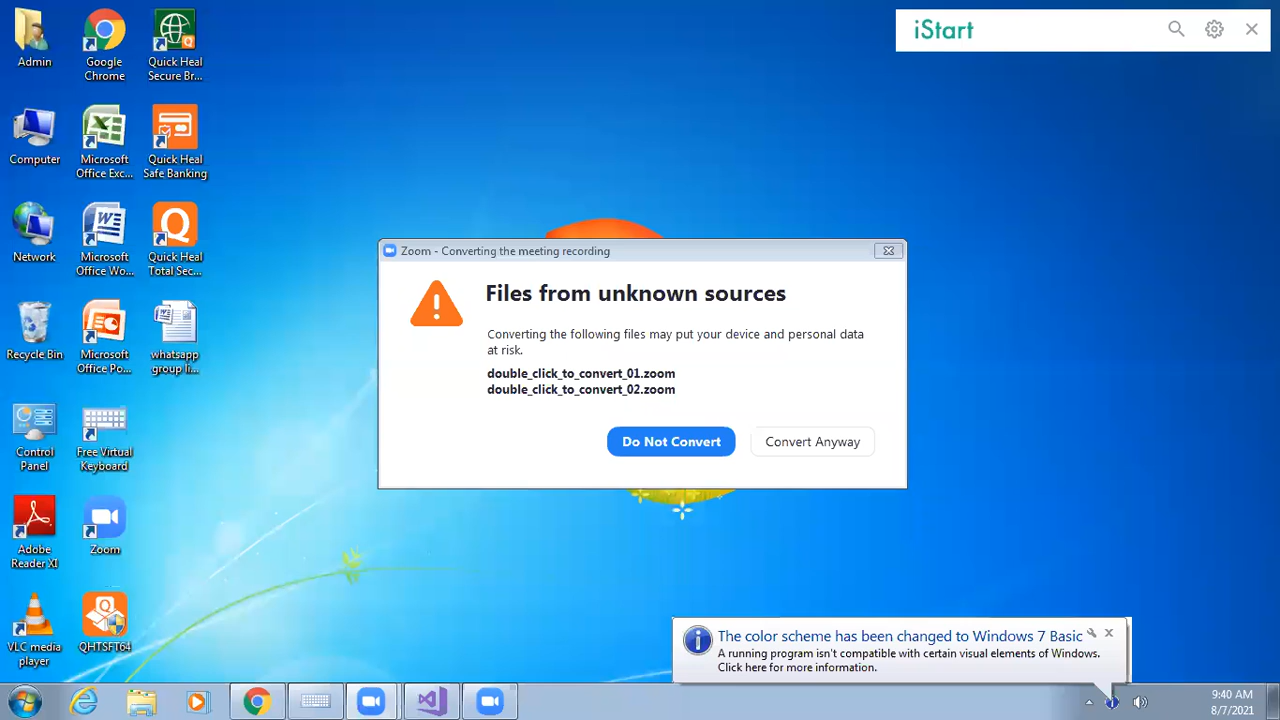 iStart
Admin
Google
Chrome
Quick Heal
Secure Br...
Computer
Microsoft
Office Exc...
Quick Heal
Safe Banking
Network
Microsoft
Office Wo...
Quick Heal
Total Sec...
Recycle Bin
Microsoft
Office Po...
whatsapp
group li...
Control
Panel
Free Virtual
Keyboard
Adobe
Reader XI
Zoom
VLC media
player
QHTSFT64
Zoom - Converting the meeting recording
Files from unknown sources
Converting the following files may put your device and personal data
at risk.
double_click_to_convert_01.zoom
double_click_to_convert_02.zoom
Do Not Convert
Convert Anyway
The color scheme has been changed to Windows 7 Basic
A running program isn't compatible with certain visual elements of Windows.
Click here for more information.
9:40 AM
8/7/2021